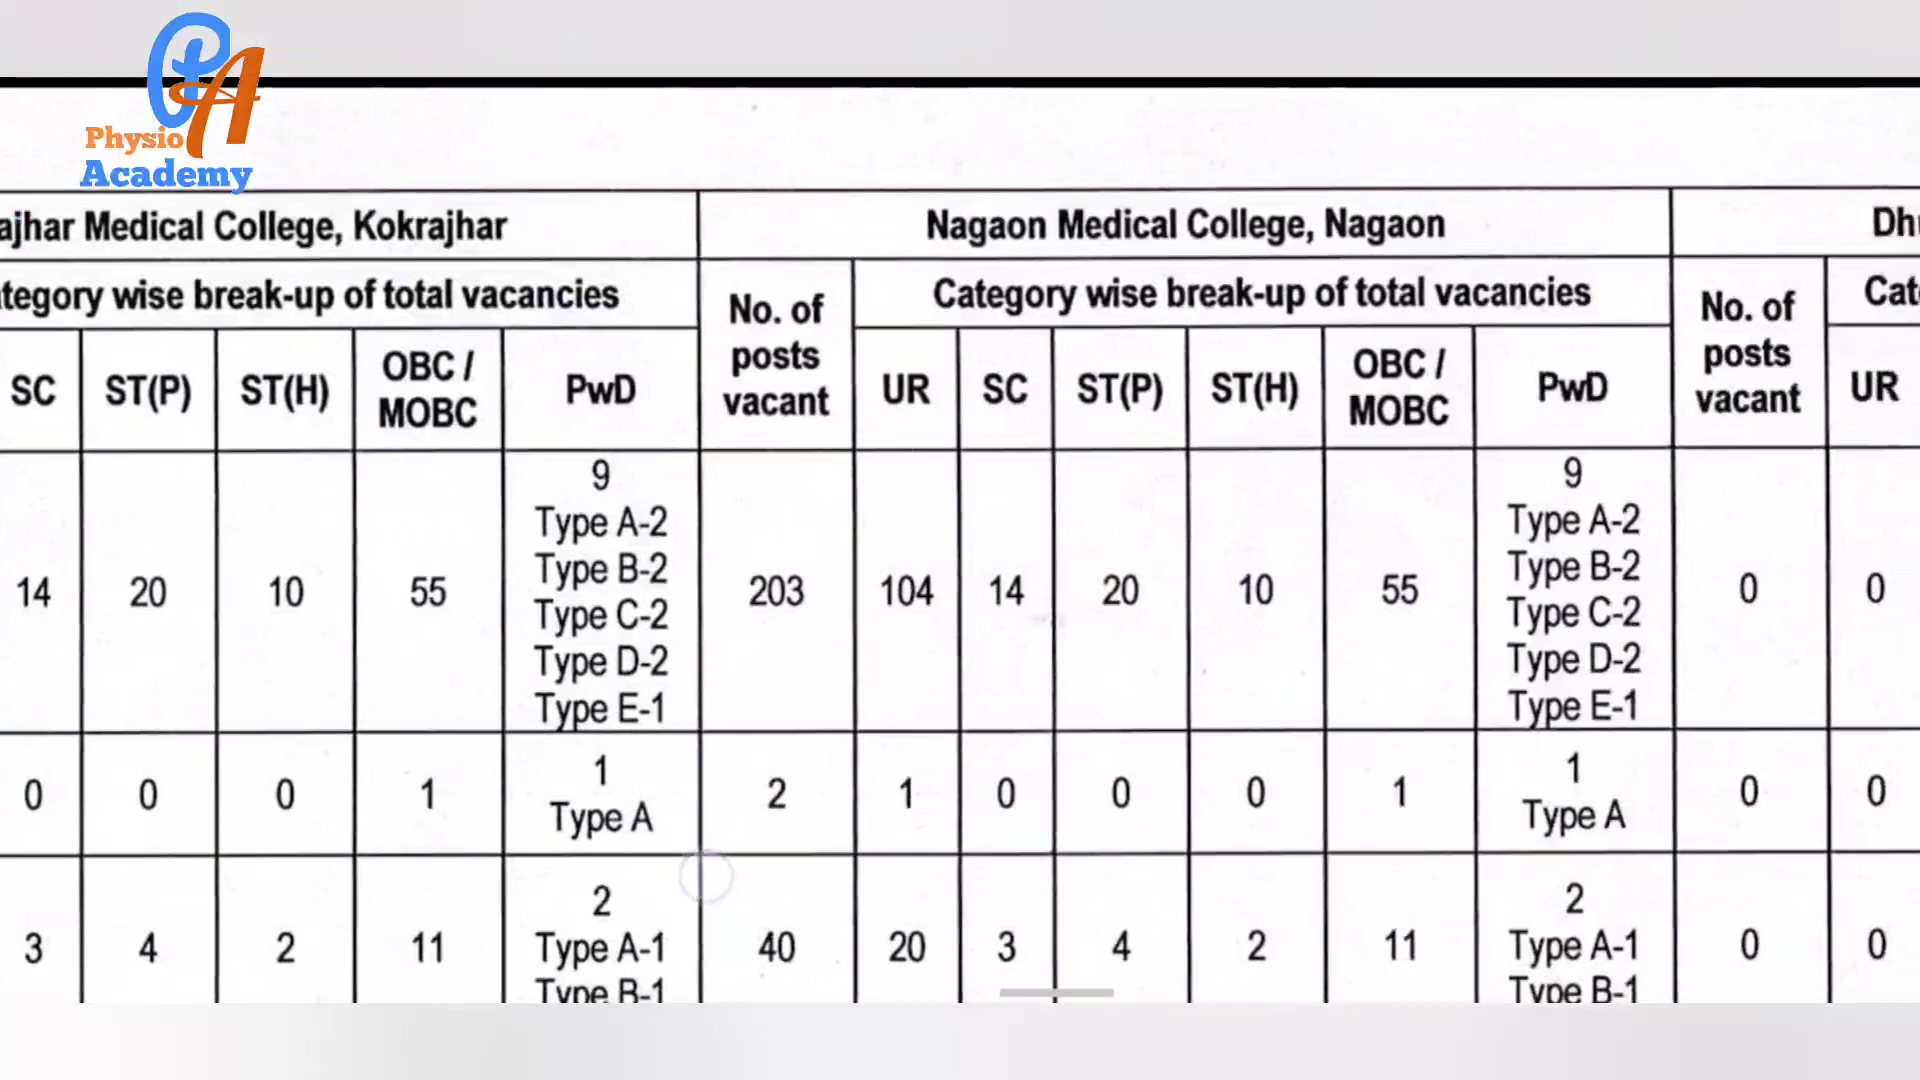 Physio
Academy
ajhar Medical College, Kokrajhar
Nagaon Medical College, Nagaon
Dh
tegory wise break-up of total vacancies
No. of posts vacant
Category wise break-up of total vacancies
No. of posts vacant
Cat
SC ST(P) ST(H) OBC / MOBC PwD UR SC ST(P) ST(H) OBC / MOBC PwD UR
14 20 10 55
9
Type A-2
Type B-2
Type C-2
Type D-2
Type E-1
203 104 14 20 10 55
9
Type A-2
Type B-2
Type C-2
Type D-2
Type E-1
0 0
0 0 0 1
1
Type A
2 1 0 0 0 1
1
Type A
0 0
3 4 2 11
2
Type A-1
Type B-1
40 20 3 4 2 11
2
Type A-1
Type B-1
0 0